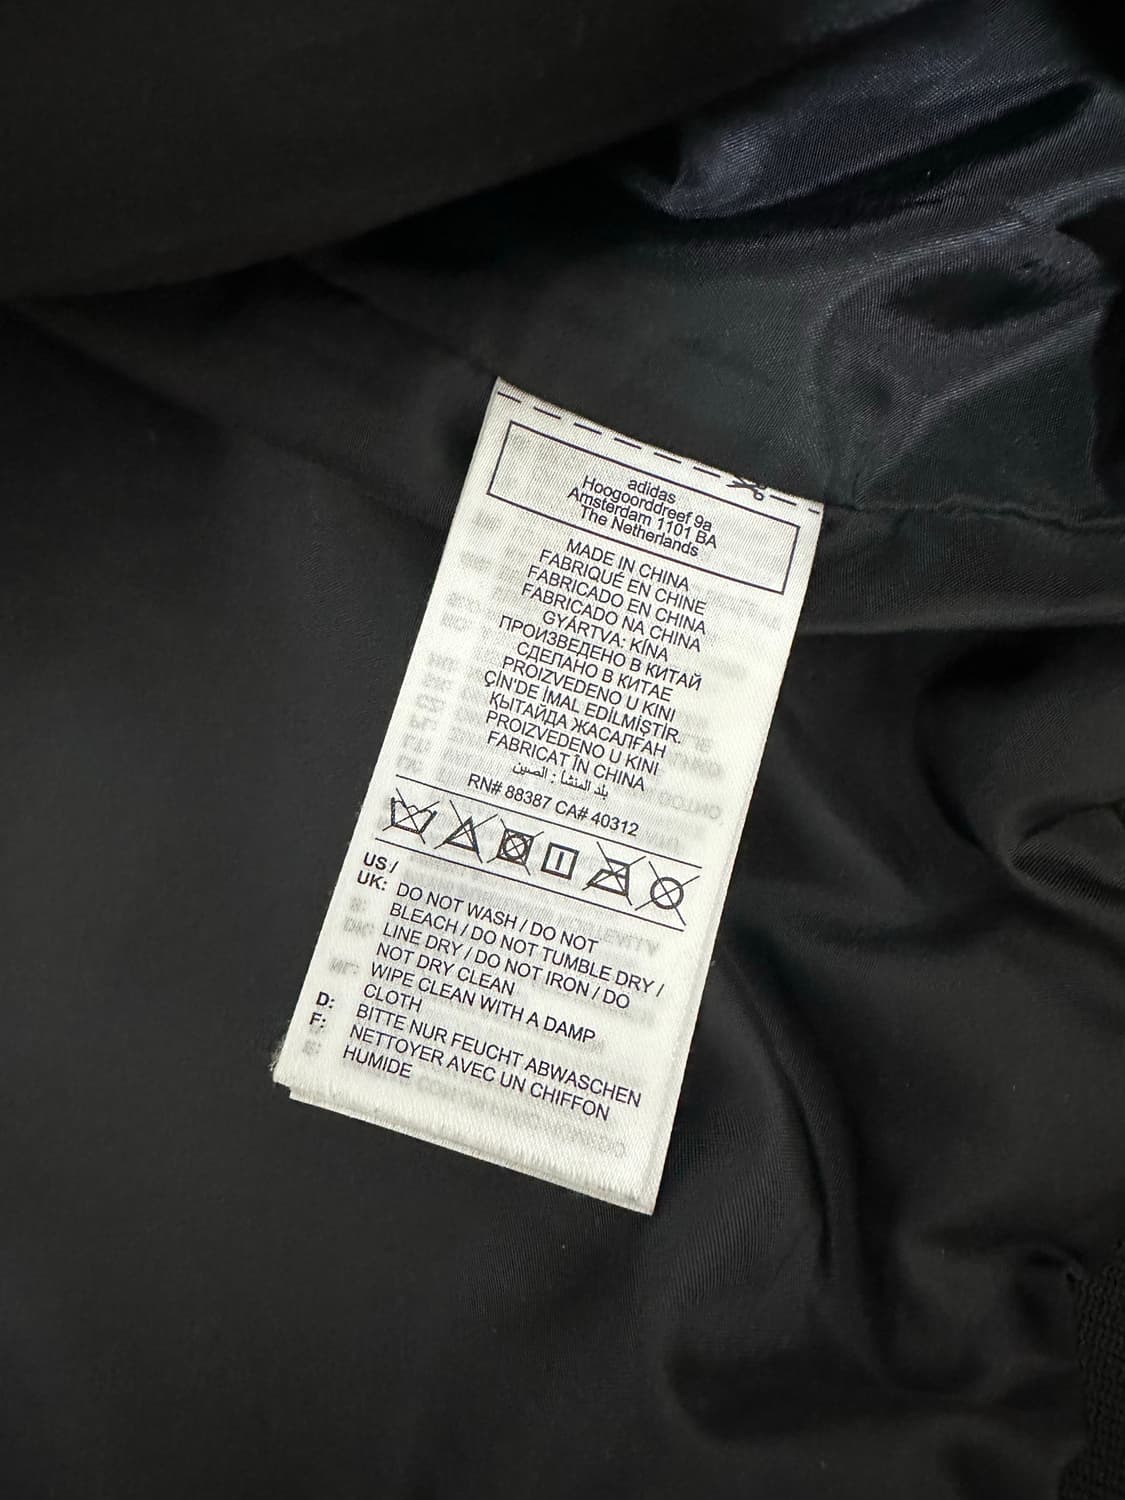 adidas
Hoogoorddreef 9a
Amsterdam 1101 BA
The Netherlands
MADE IN CHINA
FABRIQUÉ EN CHINE
FABRICADO EN CHINA
FABRICADO NA CHINA
GYÁRTVA: KÍNA
ПРОИЗВЕДЕНО В КИТАЙ
СДЕЛАНО В КИТАЕ
PROIZVEDENO U KINI
ÇİN'DE İMAL EDİLMİŞTİR.
ҚЫТАЙДА ЖАСАЛҒАН
PROIZVEDENO U KINI
FABRICAT ÎN CHINA
بلد المنشأ : الصين
RN# 88387 CA# 40312
US /
UK: DO NOT WASH / DO NOT
BLEACH / DO NOT TUMBLE DRY /
LINE DRY / DO NOT IRON / DO
NOT DRY CLEAN
WIPE CLEAN WITH A DAMP
CLOTH
D: BITTE NUR FEUCHT ABWASCHEN
F: NETTOYER AVEC UN CHIFFON
HUMIDE